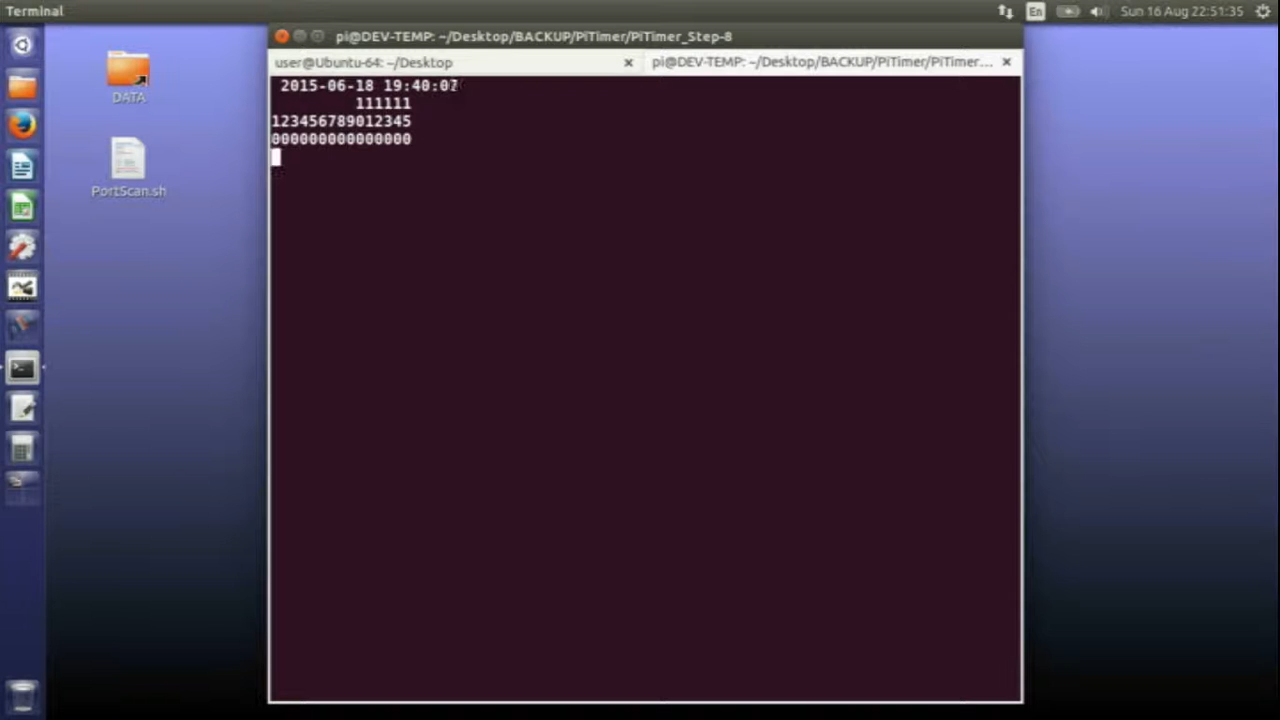 Terminal
En
Sun 16 Aug 22:51:35
pi@DEV-TEMP: ~/Desktop/BACKUP/PiTimer/PiTimer_Step-8
user@Ubuntu-64: ~/Desktop
pi@DEV-TEMP: ~/Desktop/BACKUP/PiTimer/PiTimer...
DATA
PortScan.sh
2015-06-18 19:40:07
111111
123456789012345
000000000000000